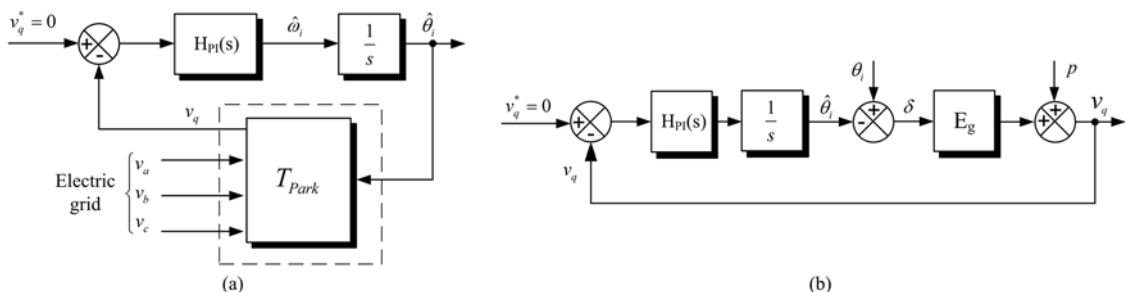 v_q^* = 0
+
-
H_PI(s)
ω̂_i
1/s
θ̂_i
v_q
T_Park
Electric
grid
v_a
v_b
v_c
(a)
v_q^* = 0
+
-
H_PI(s)
1/s
θ̂_i
θ_i
-
+
δ
E_g
p
+
+
v_q
v_q
(b)